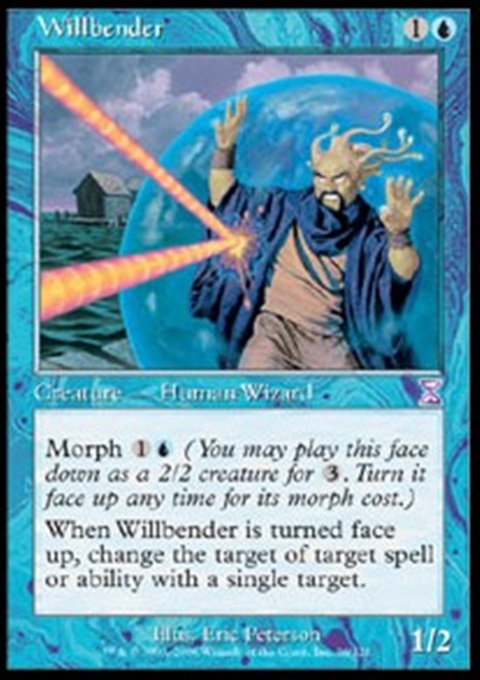 Willbender 1
Creature — Human Wizard
Morph 1 (You may play this face
down as a 2/2 creature for 3. Turn it
face up any time for its morph cost.)
When Willbender is turned face
up, change the target of target spell
or ability with a single target.
Illus. Eric Peterson
1/2